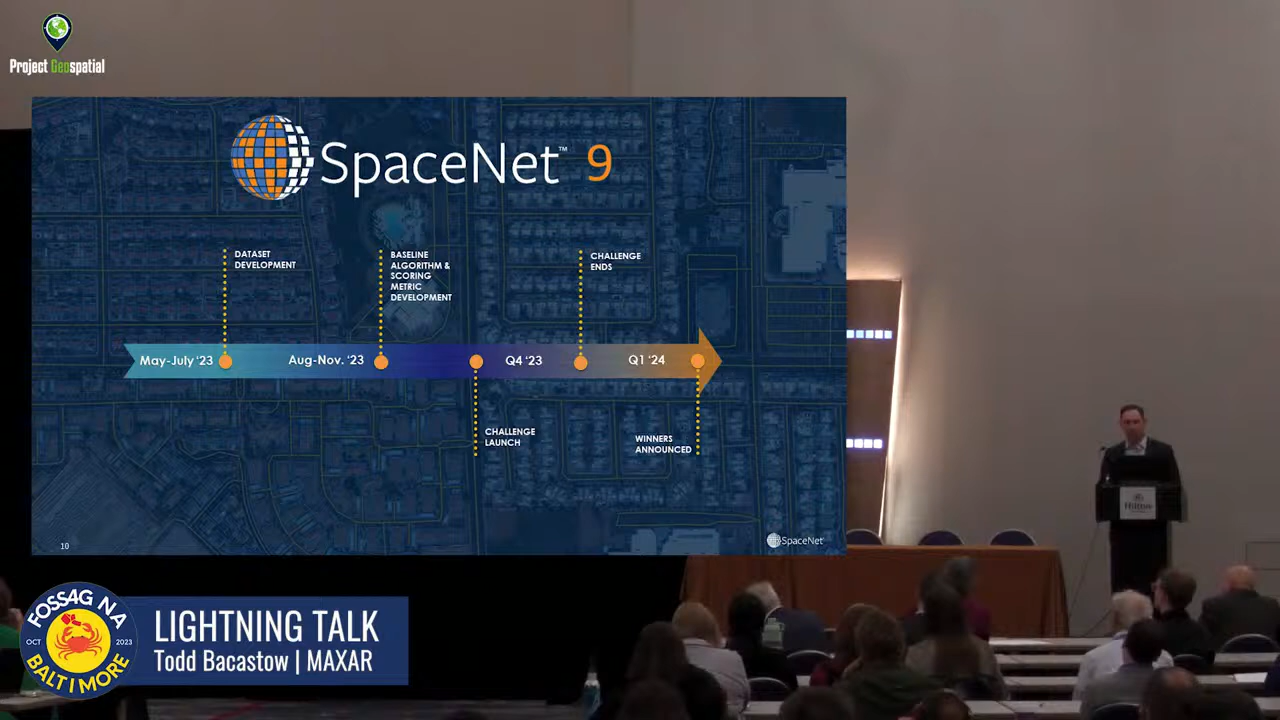 Project Geospatial
SpaceNet™ 9
DATASET
DEVELOPMENT
BASELINE
ALGORITHM &
SCORING
METRIC
DEVELOPMENT
CHALLENGE
ENDS
May-July ‘23
Aug-Nov. ‘23
Q4 ‘23
Q1 ‘24
CHALLENGE
LAUNCH
WINNERS
ANNOUNCED
10
SpaceNet
Hilton
FOSS4G NA
OCT 2023
BALTIMORE
LIGHTNING TALK
Todd Bacastow | MAXAR